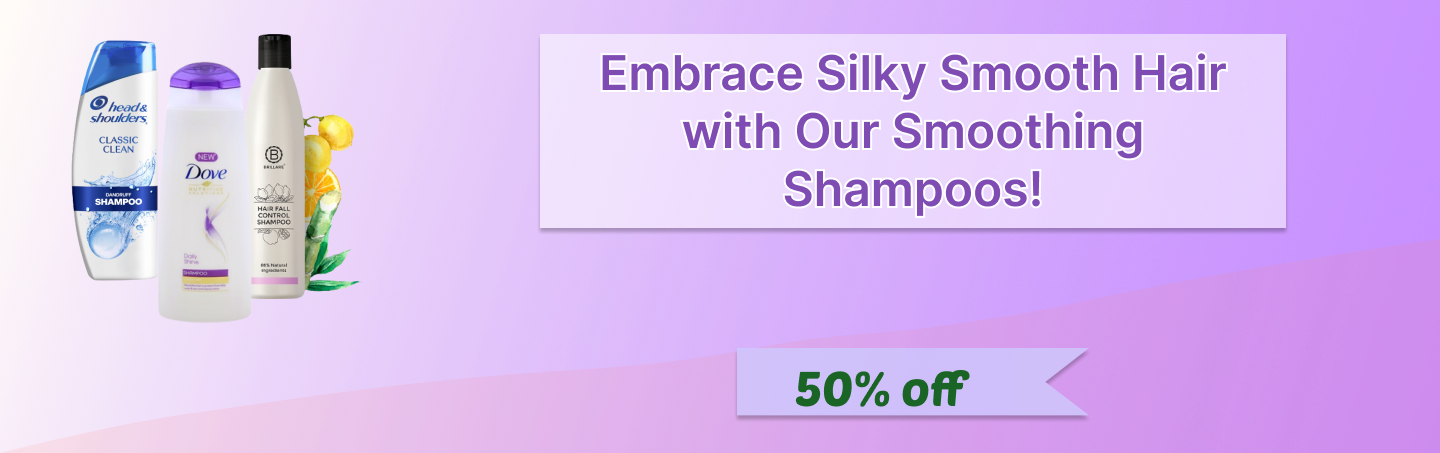 Embrace Silky Smooth Hair
with Our Smoothing
Shampoos!
50% off
head&
shoulders
CLASSIC
CLEAN
DANDRUFF
SHAMPOO
NEW
Dove
Daily
Shine
SHAMPOO
B
BRILLARE
HAIR FALL
CONTROL
SHAMPOO
Natural
Ingredients